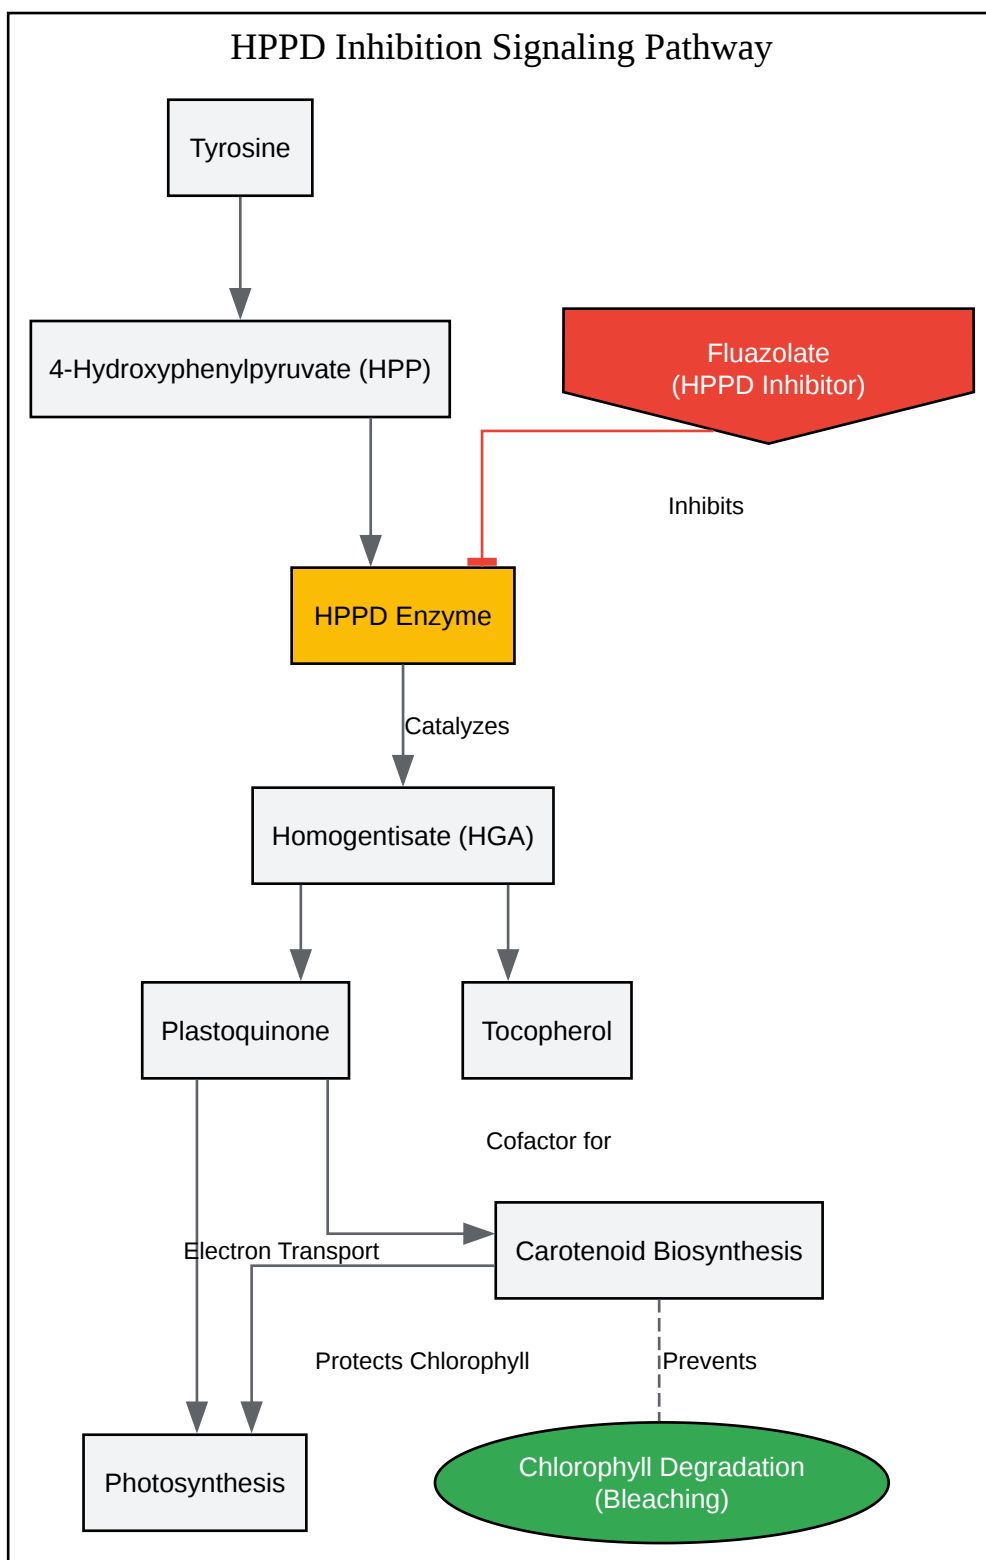 HPPD Inhibition Signaling Pathway
Tyrosine
4-Hydroxyphenylpyruvate (HPP)
Fluazolate
(HPPD Inhibitor)
Inhibits
HPPD Enzyme
Catalyzes
Homogentisate (HGA)
Plastoquinone
Tocopherol
Cofactor for
Electron Transport
Carotenoid Biosynthesis
Protects Chlorophyll
Prevents
Photosynthesis
Chlorophyll Degradation
(Bleaching)